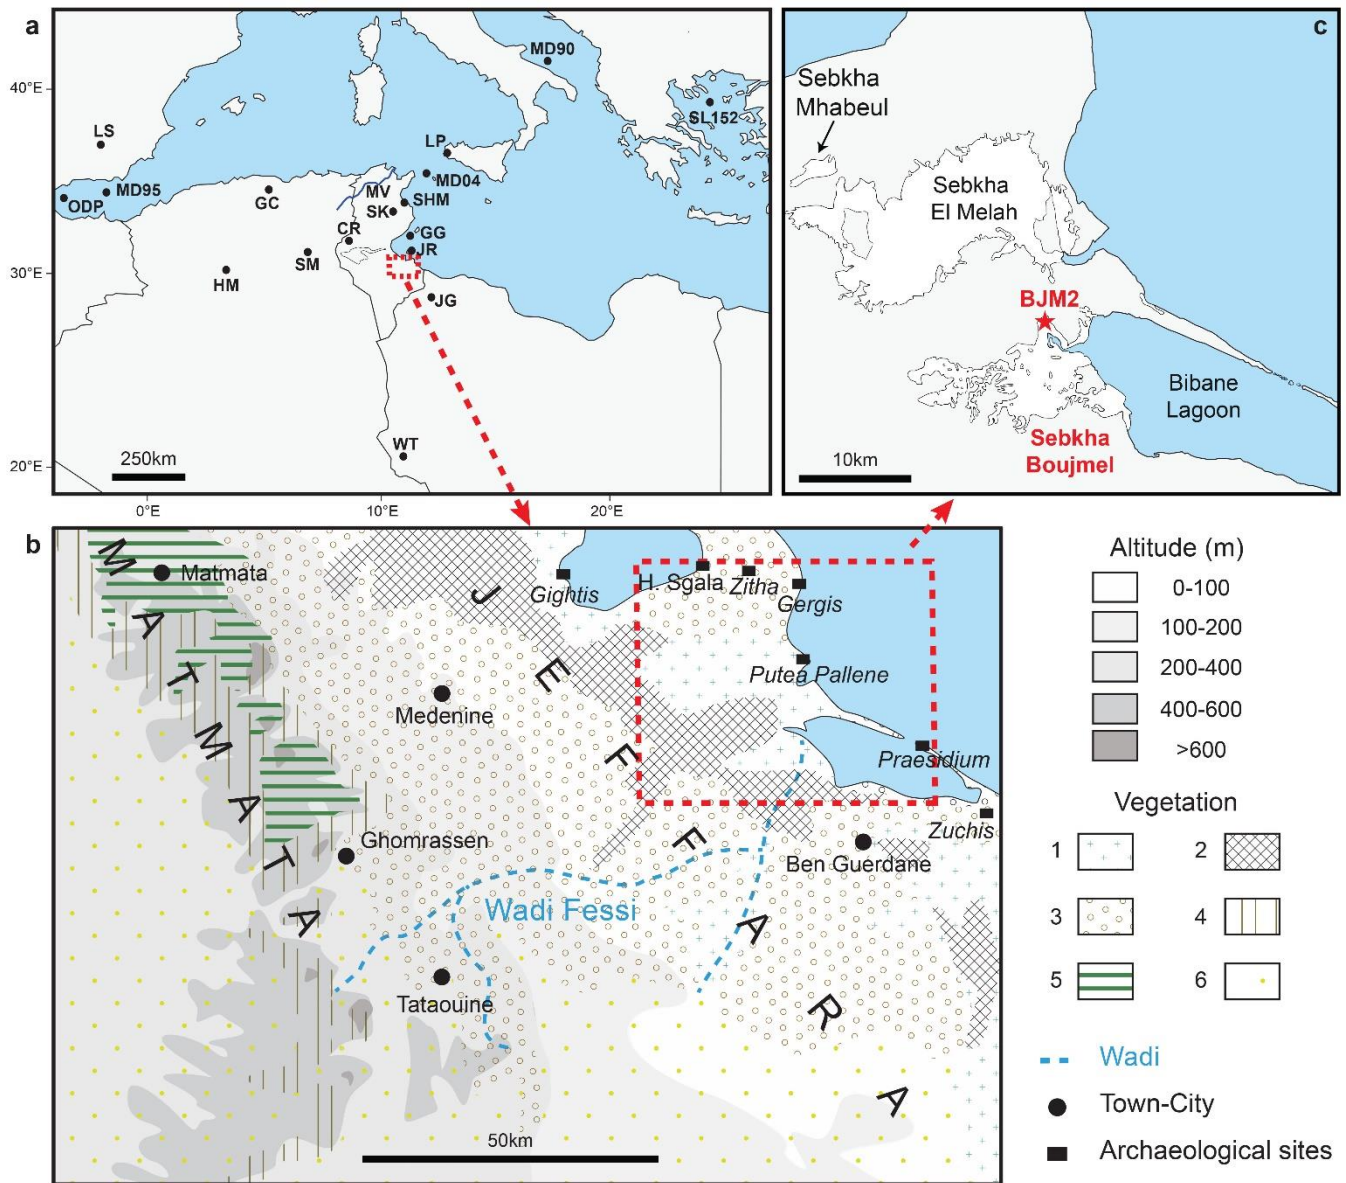 a
40°E
30°E
20°E
0°E
10°E
20°E
MD90
SL152
LS
LP
MD95
ODP
GC
MV
MD04
SHM
SK
CR
GG
JR
SM
HM
JG
WT
250km
c
Sebkha
Mhabeul
Sebkha
El Melah
BJM2
Bibane
Lagoon
Sebkha
Boujmel
10km
b
MATMATA
JEFFARA
Matmata
Gightis
H. Sgala
Zitha
Gergis
Putea Pallene
Medenine
Praesidium
Zuchis
Ghomrassen
Ben Guerdane
Wadi Fessi
Tataouine
50km
Altitude (m)
0-100
100-200
200-400
400-600
>600
Vegetation
1
2
3
4
5
6
Wadi
Town-City
Archaeological sites